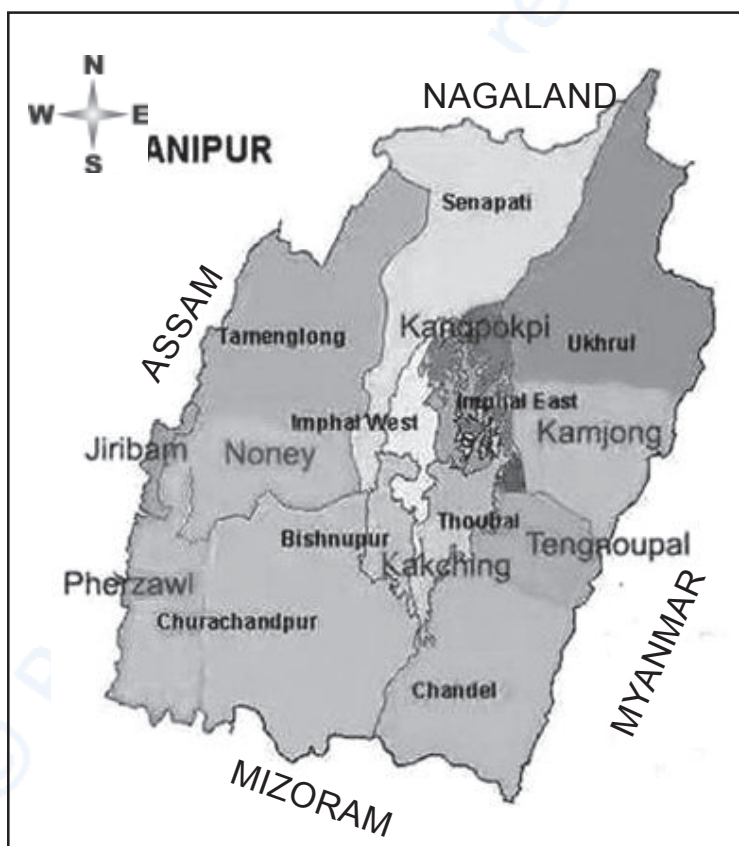 N
W E
S
ANIPUR
NAGALAND
ASSAM
Senapati
Kangpokpi
Tamenglong
Ukhrul
Imphal East
Imphal West
Kamjong
Jiribam
Noney
Thoubal
Bishnupur
Tengnoupal
Kakching
Pherzawl
Churachandpur
MYANMAR
Chandel
MIZORAM